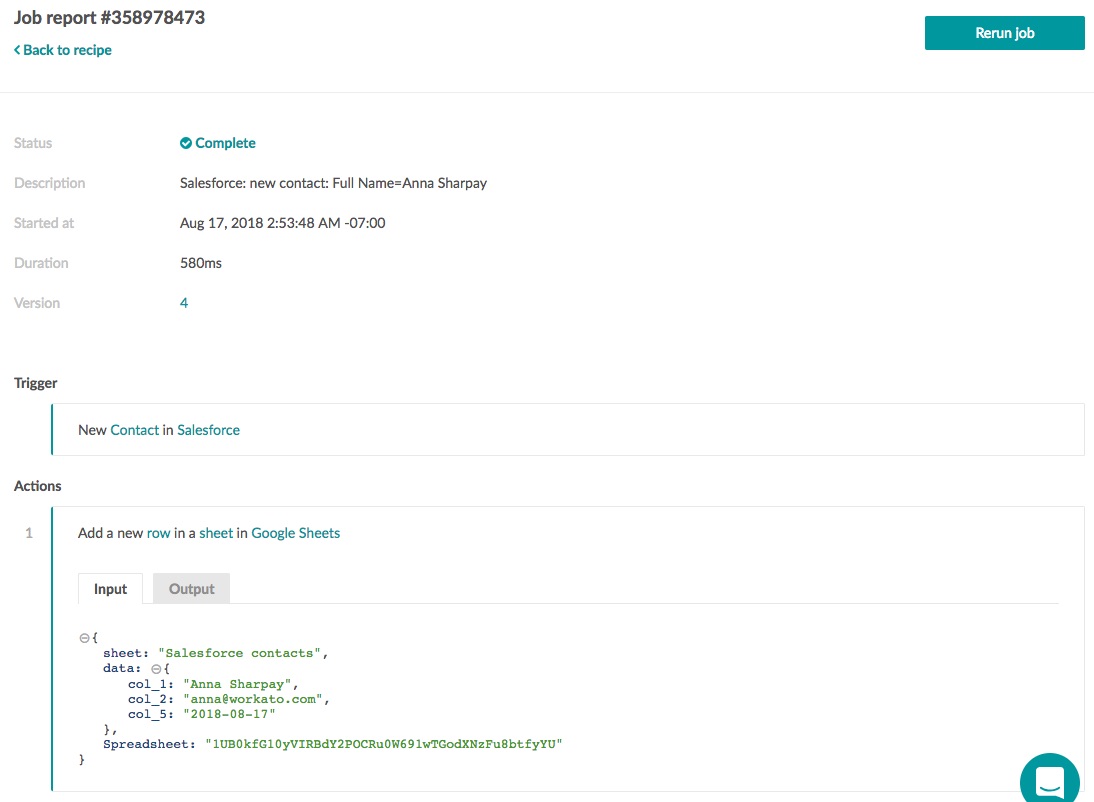 Job report #358978473
Back to recipe
Rerun job
Status
Complete
Description
Salesforce: new contact: Full Name=Anna Sharpay
Started at
Aug 17, 2018 2:53:48 AM -07:00
Duration
580ms
Version
4
Trigger
New Contact in Salesforce
Actions
1
Add a new row in a sheet in Google Sheets
Input
Output
{
sheet: "Salesforce contacts",
data: {
col_1: "Anna Sharpay",
col_2: "anna@workato.com",
col_5: "2018-08-17"
},
Spreadsheet: "1UB0kfG10yVIRBdY2POCRu0W691wTGodXNzFu8btfyYU"
}